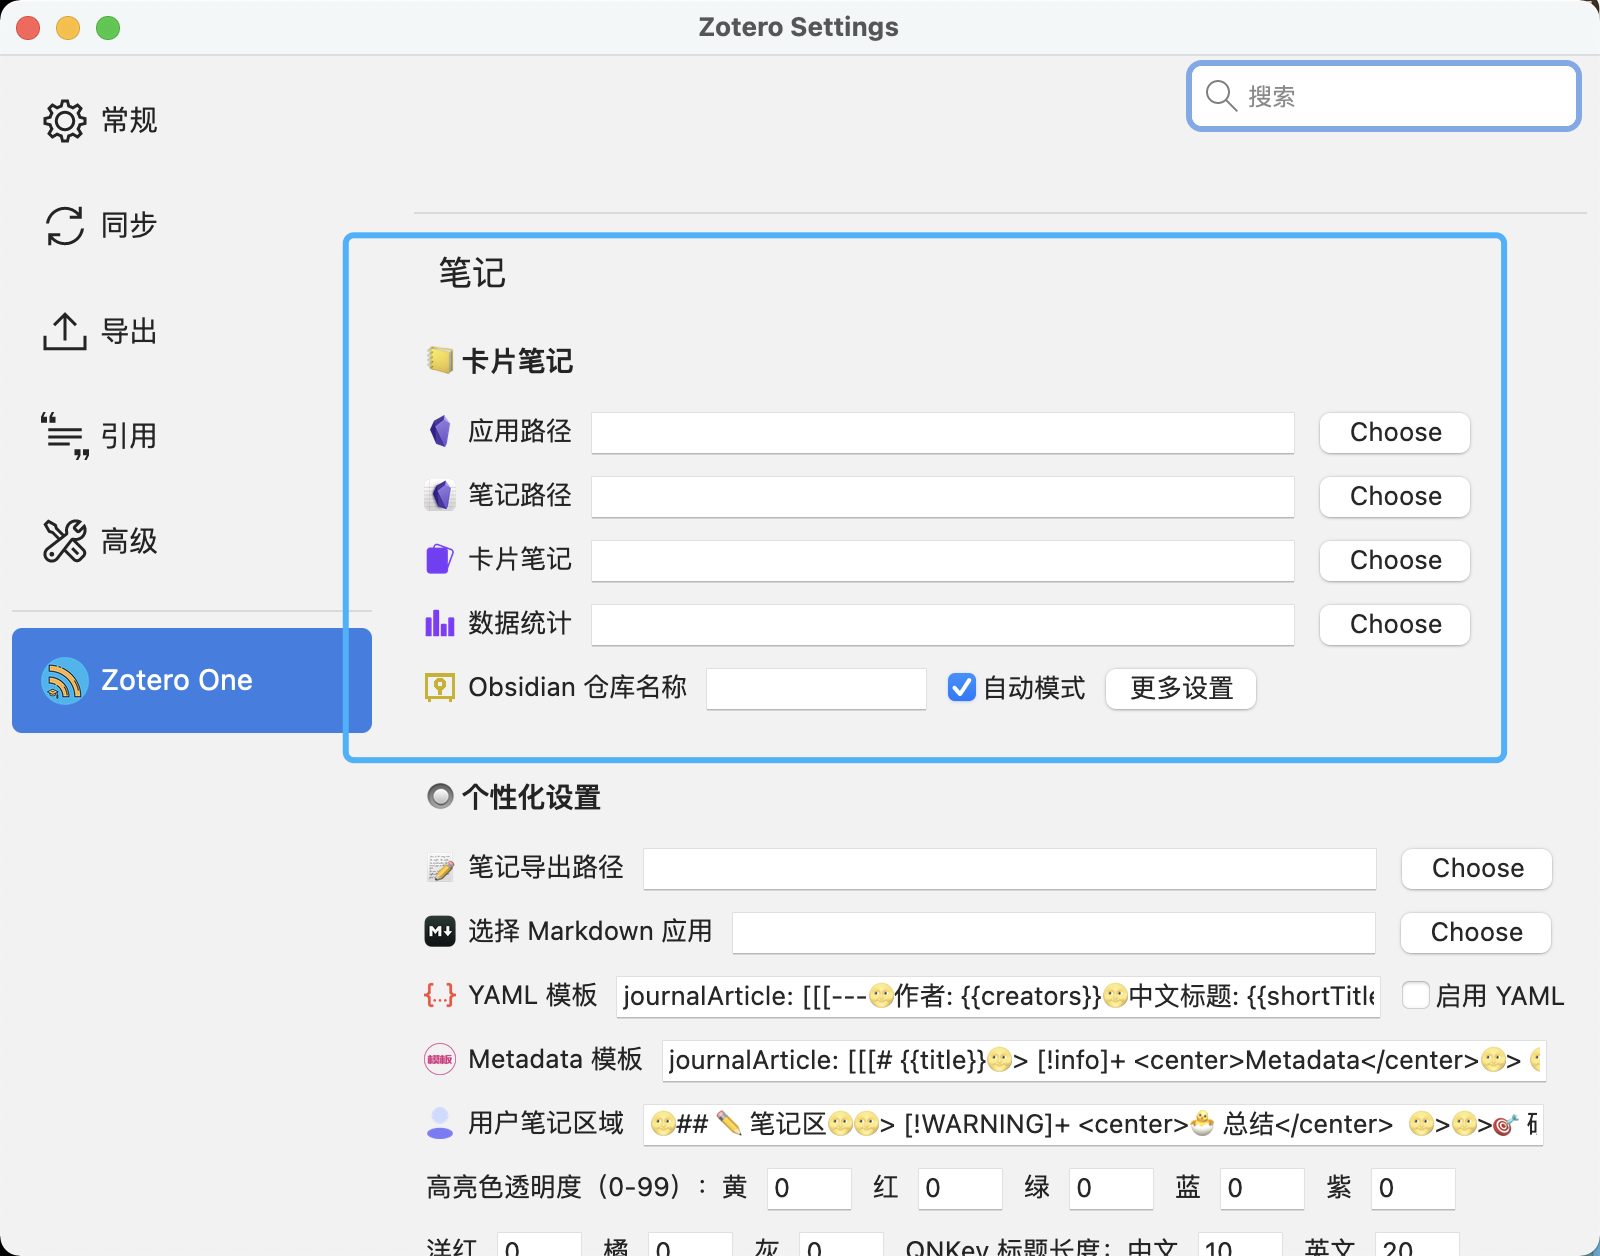 Zotero Settings
搜索
常规
同步
导出
引用
高级
Zotero One
笔记
卡片笔记
应用路径 Choose
笔记路径 Choose
卡片笔记 Choose
数据统计 Choose
Obsidian 仓库名称 自动模式 更多设置
个性化设置
笔记导出路径 Choose
M↓ 选择 Markdown 应用 Choose
{...} YAML 模板 journalArticle: [[[---🌝作者: {{creators}}🌝中文标题: {{shortTitle 启用 YAML
模板 Metadata 模板 journalArticle: [[[# {{title}}🌝> [!info]+ <center>Metadata</center>🌝>
用户笔记区域 🌝## ✏️ 笔记区🌝🌝> [!WARNING]+ <center>🐣 总结</center> 🌝>🌝>🎯
高亮色透明度（0-99）: 黄 0 红 0 绿 0 蓝 0 紫 0
洋红 0 橘 0 灰 0 QNKey 标题长度: 中文 10 英文 20